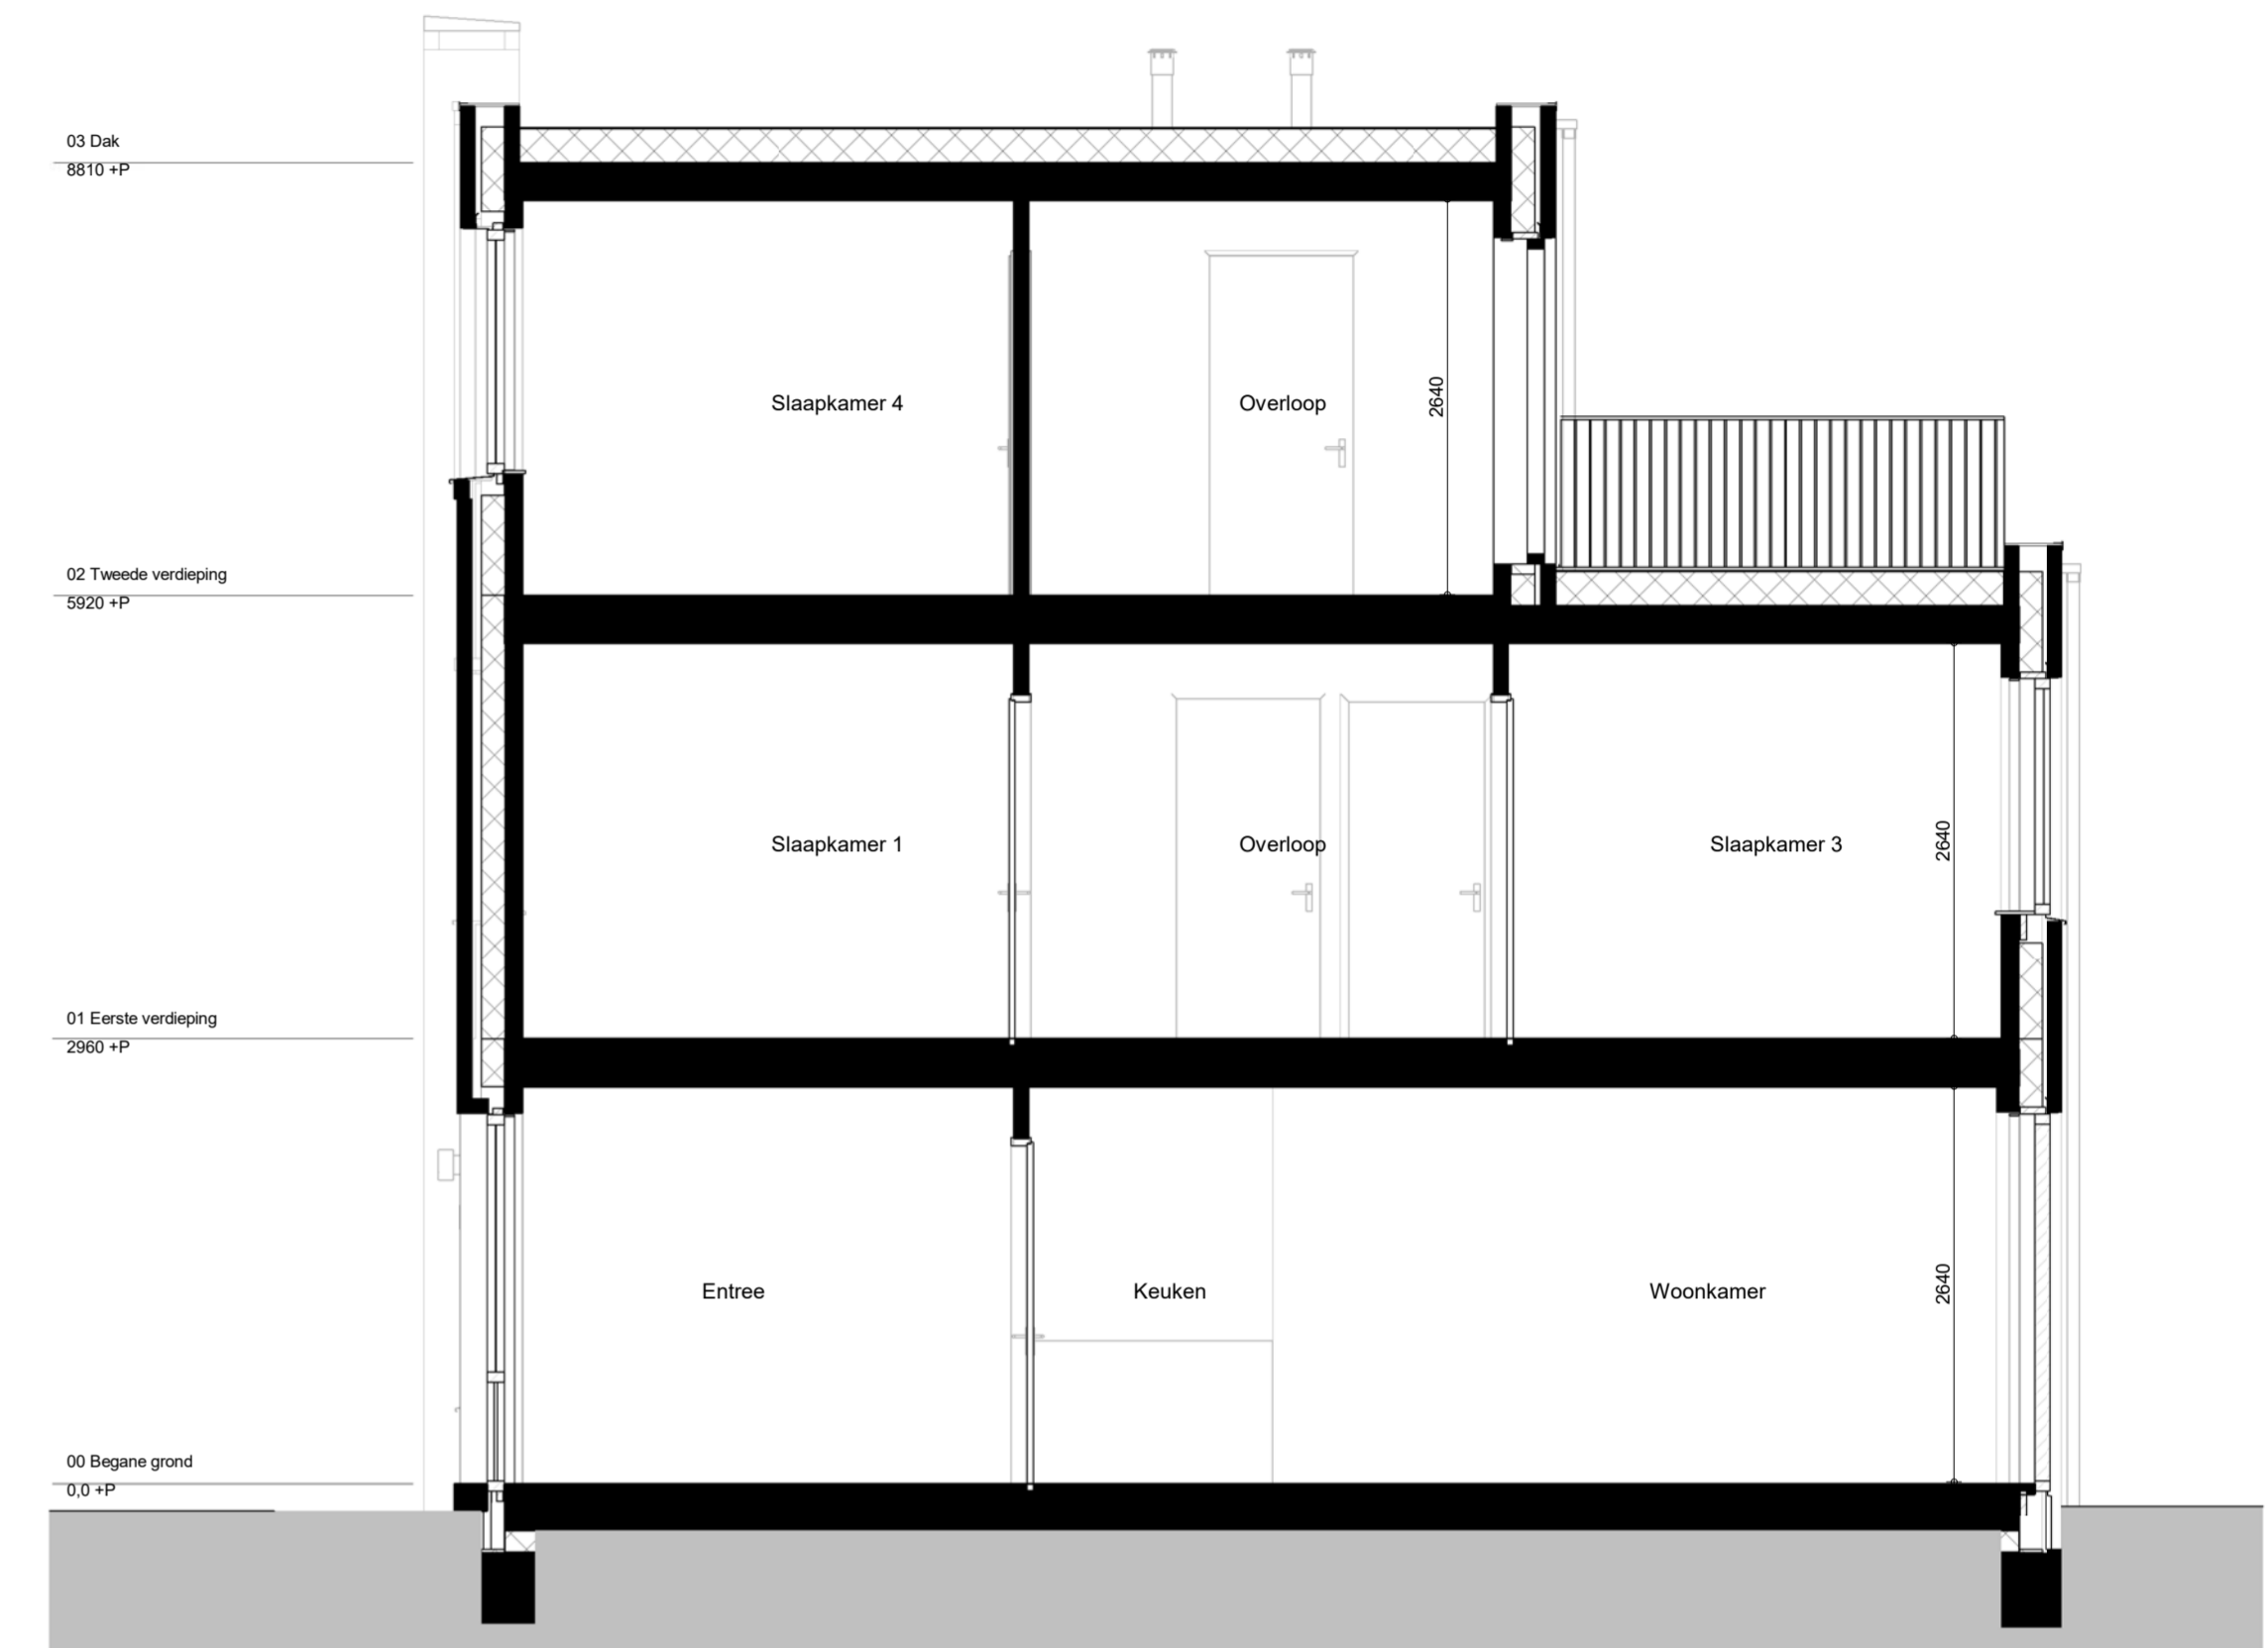 03 Dak
8810 +P
Slaapkamer 4
Overloop
2640
02 Tweede verdieping
5920 +P
Slaapkamer 1
Overloop
Slaapkamer 3
2640
01 Eerste verdieping
2960 +P
Entree
Keuken
Woonkamer
2640
00 Begane grond
0,0 +P